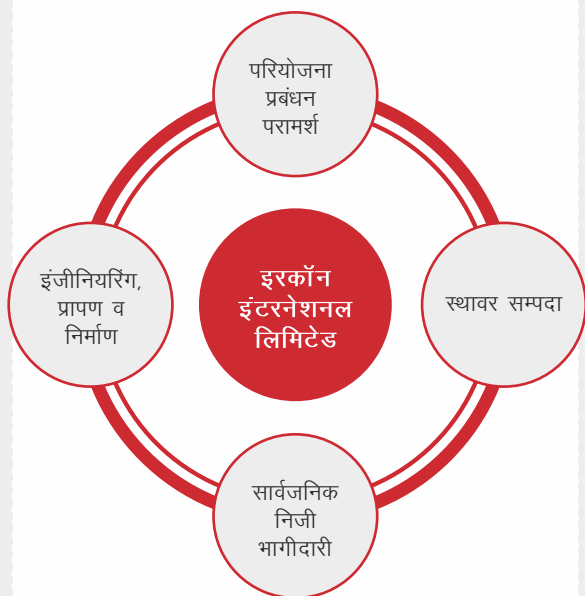 परियोजना
प्रबंधन
परामर्श
इंजीनियरिंग,
प्रापण व
निर्माण
इरकॉन
इंटरनेशनल
लिमिटेड
स्थावर सम्पदा
सार्वजनिक
निजी
भागीदारी